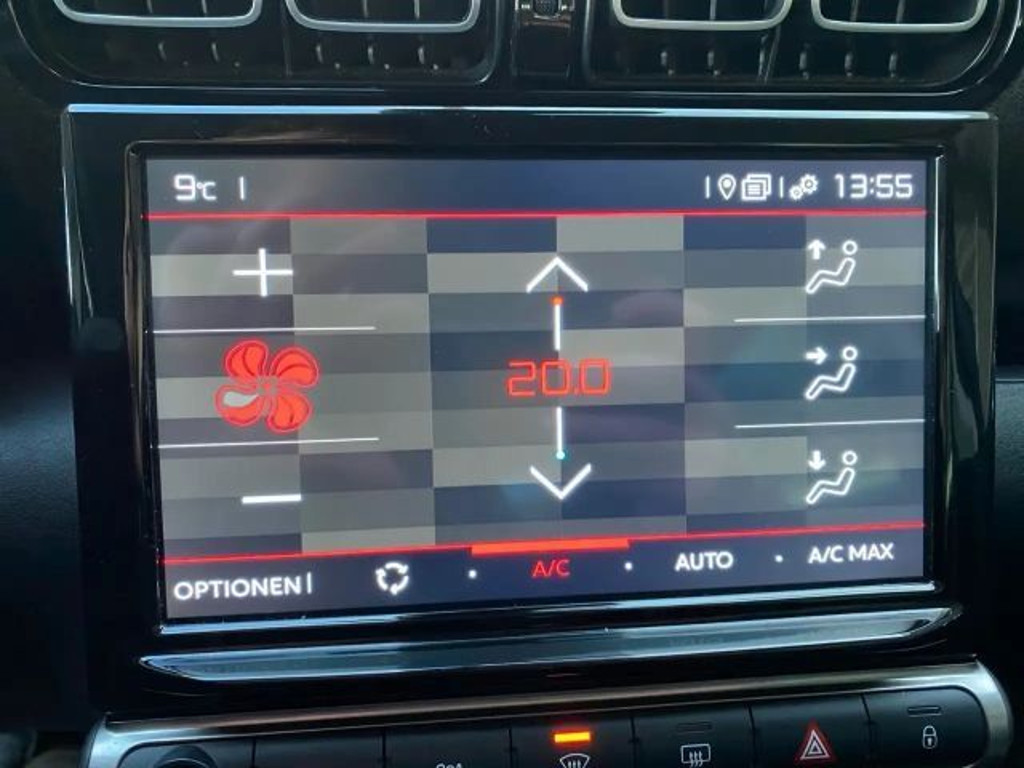 9°C
13:55
20.0
OPTIONEN
A/C
AUTO
A/C MAX